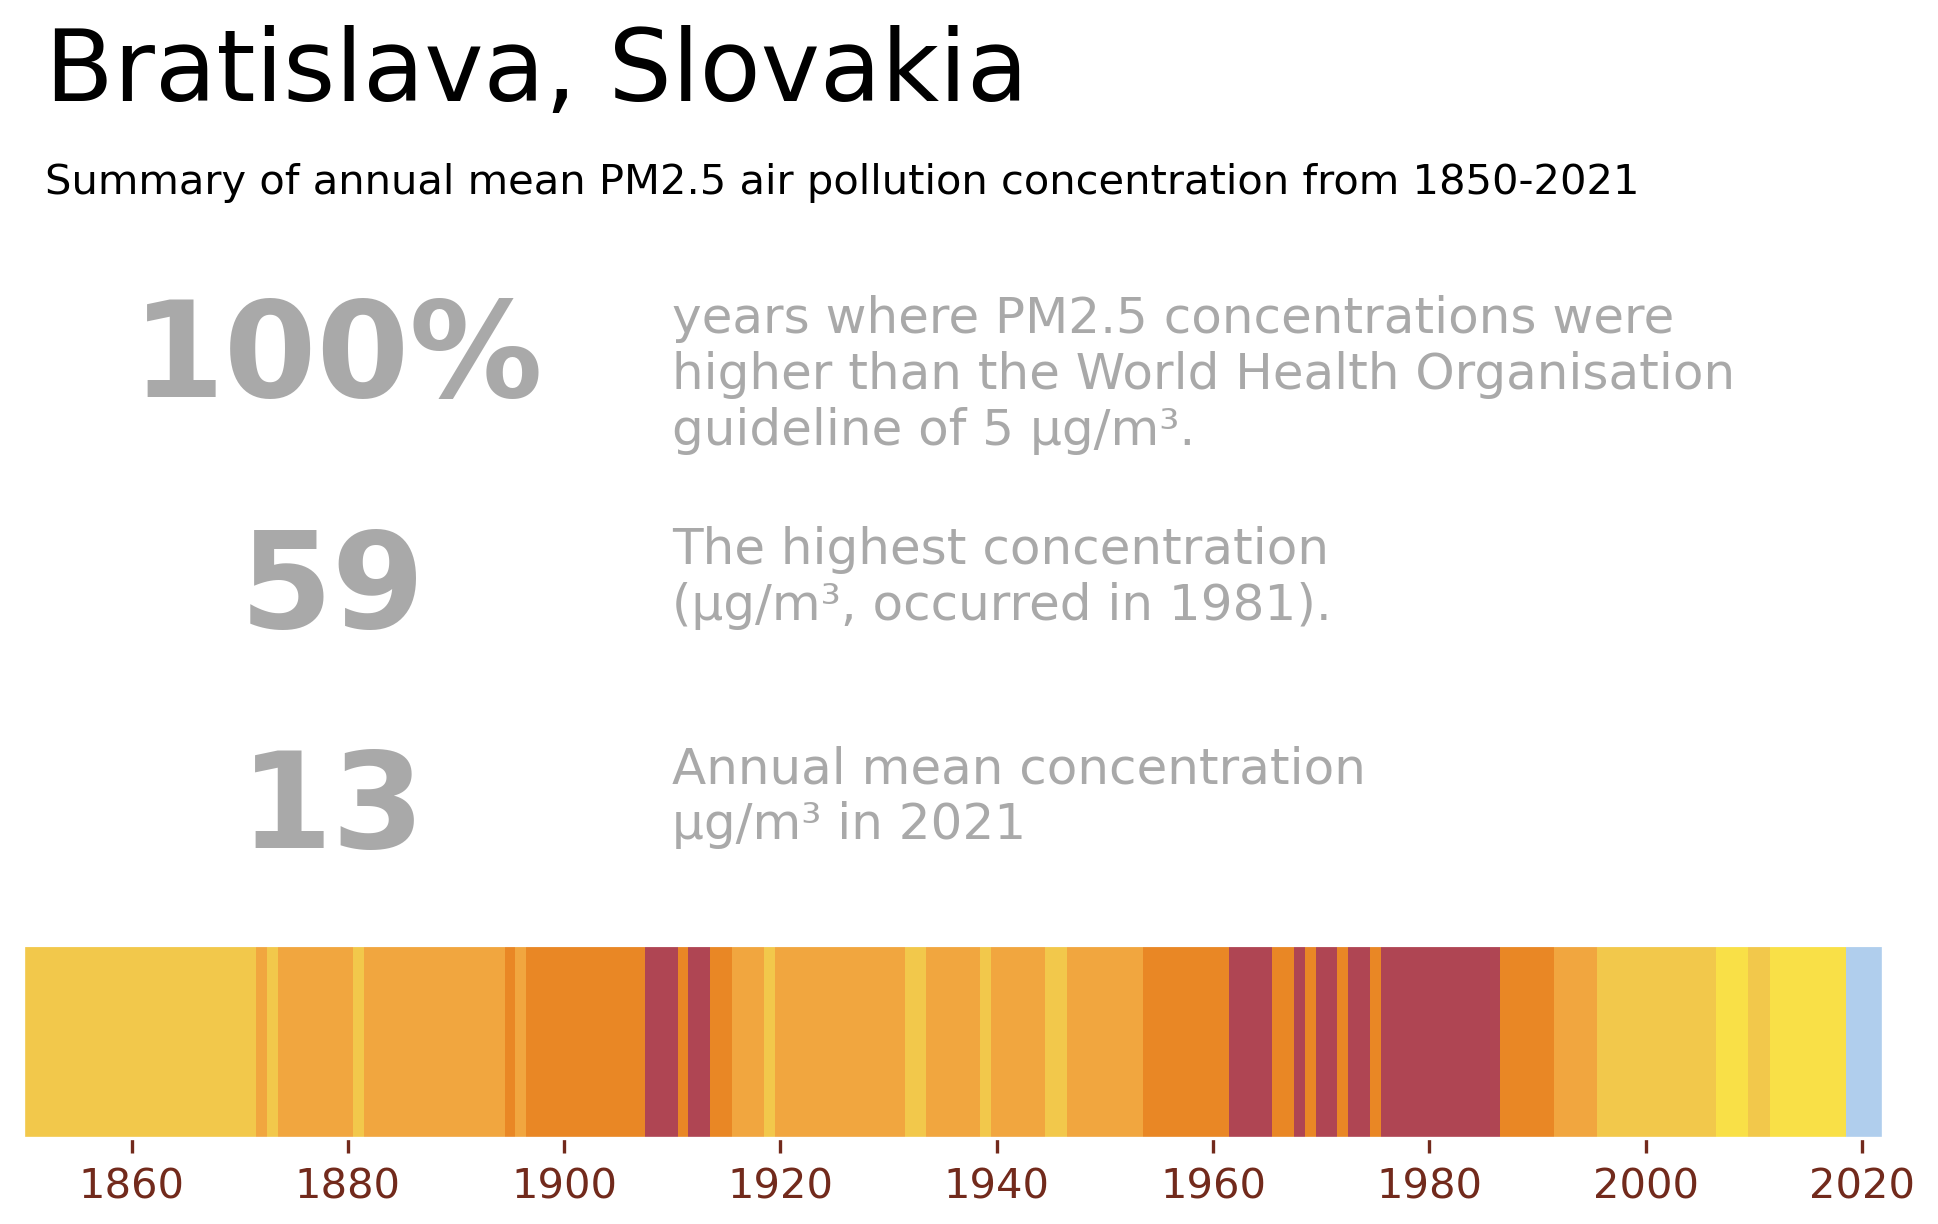 Bratislava, Slovakia
Summary of annual mean PM2.5 air pollution concentration from 1850-2021
100%
years where PM2.5 concentrations were
higher than the World Health Organisation
guideline of 5 µg/m³.
59
The highest concentration
(µg/m³, occurred in 1981).
13
Annual mean concentration
µg/m³ in 2021
1860 1880 1900 1920 1940 1960 1980 2000 2020